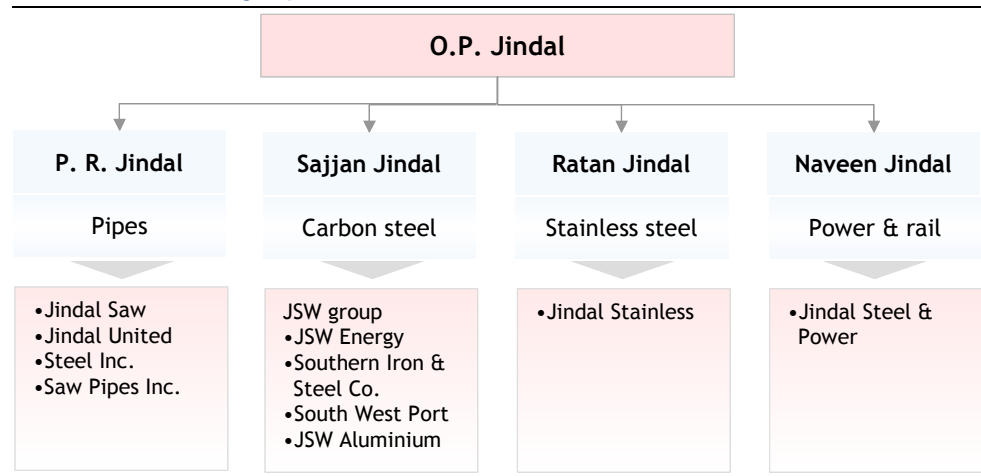 O.P. Jindal
P. R. Jindal
Pipes
•Jindal Saw
•Jindal United
•Steel Inc.
•Saw Pipes Inc.
Sajjan Jindal
Carbon steel
JSW group
•JSW Energy
•Southern Iron &
Steel Co.
•South West Port
•JSW Aluminium
Ratan Jindal
Stainless steel
•Jindal Stainless
Naveen Jindal
Power & rail
•Jindal Steel &
Power